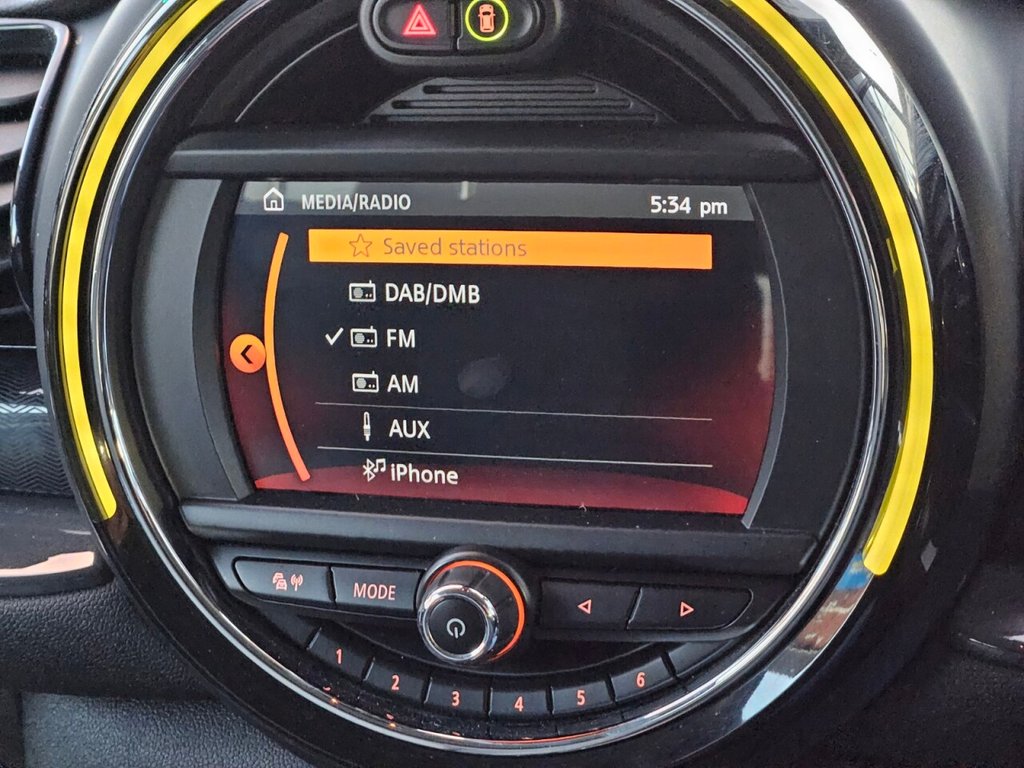 MEDIA/RADIO 5:34 pm
Saved stations
DAB/DMB
FM
AM
AUX
iPhone
MODE
1 2 3 4 5 6